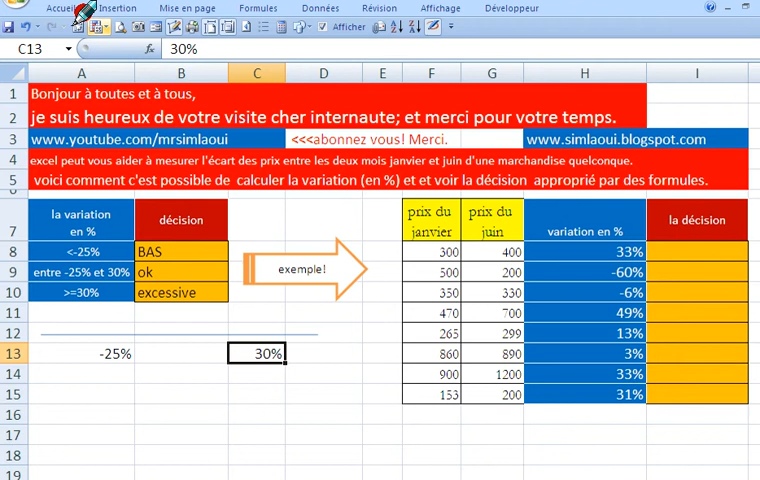 Accueil Insertion Mise en page Formules Données Révision Affichage Développeur
Afficher
C13 fx 30%
A B C D E F G H I
1 Bonjour à toutes et à tous,
2 je suis heureux de votre visite cher internaute; et merci pour votre temps.
3 www.youtube.com/mrsimlaoui <<<abonnez vous! Merci. www.simlaoui.blogspot.com
4 excel peut vous aider à mesurer l'écart des prix entre les deux mois janvier et juin d'une marchandise quelconque.
5 voici comment c'est possible de calculer la variation (en %) et et voir la décision approprié par des formules.
la variation prix du prix du
7 en % décision janvier juin variation en % la décision
8 <-25% BAS 300 400 33%
9 entre -25% et 30% ok exemple! 500 200 -60%
10 >=30% excessive 350 330 -6%
11 470 700 49%
12 265 299 13%
13 -25% 30% 860 890 3%
14 900 1200 33%
15 153 200 31%
16
17
18
19